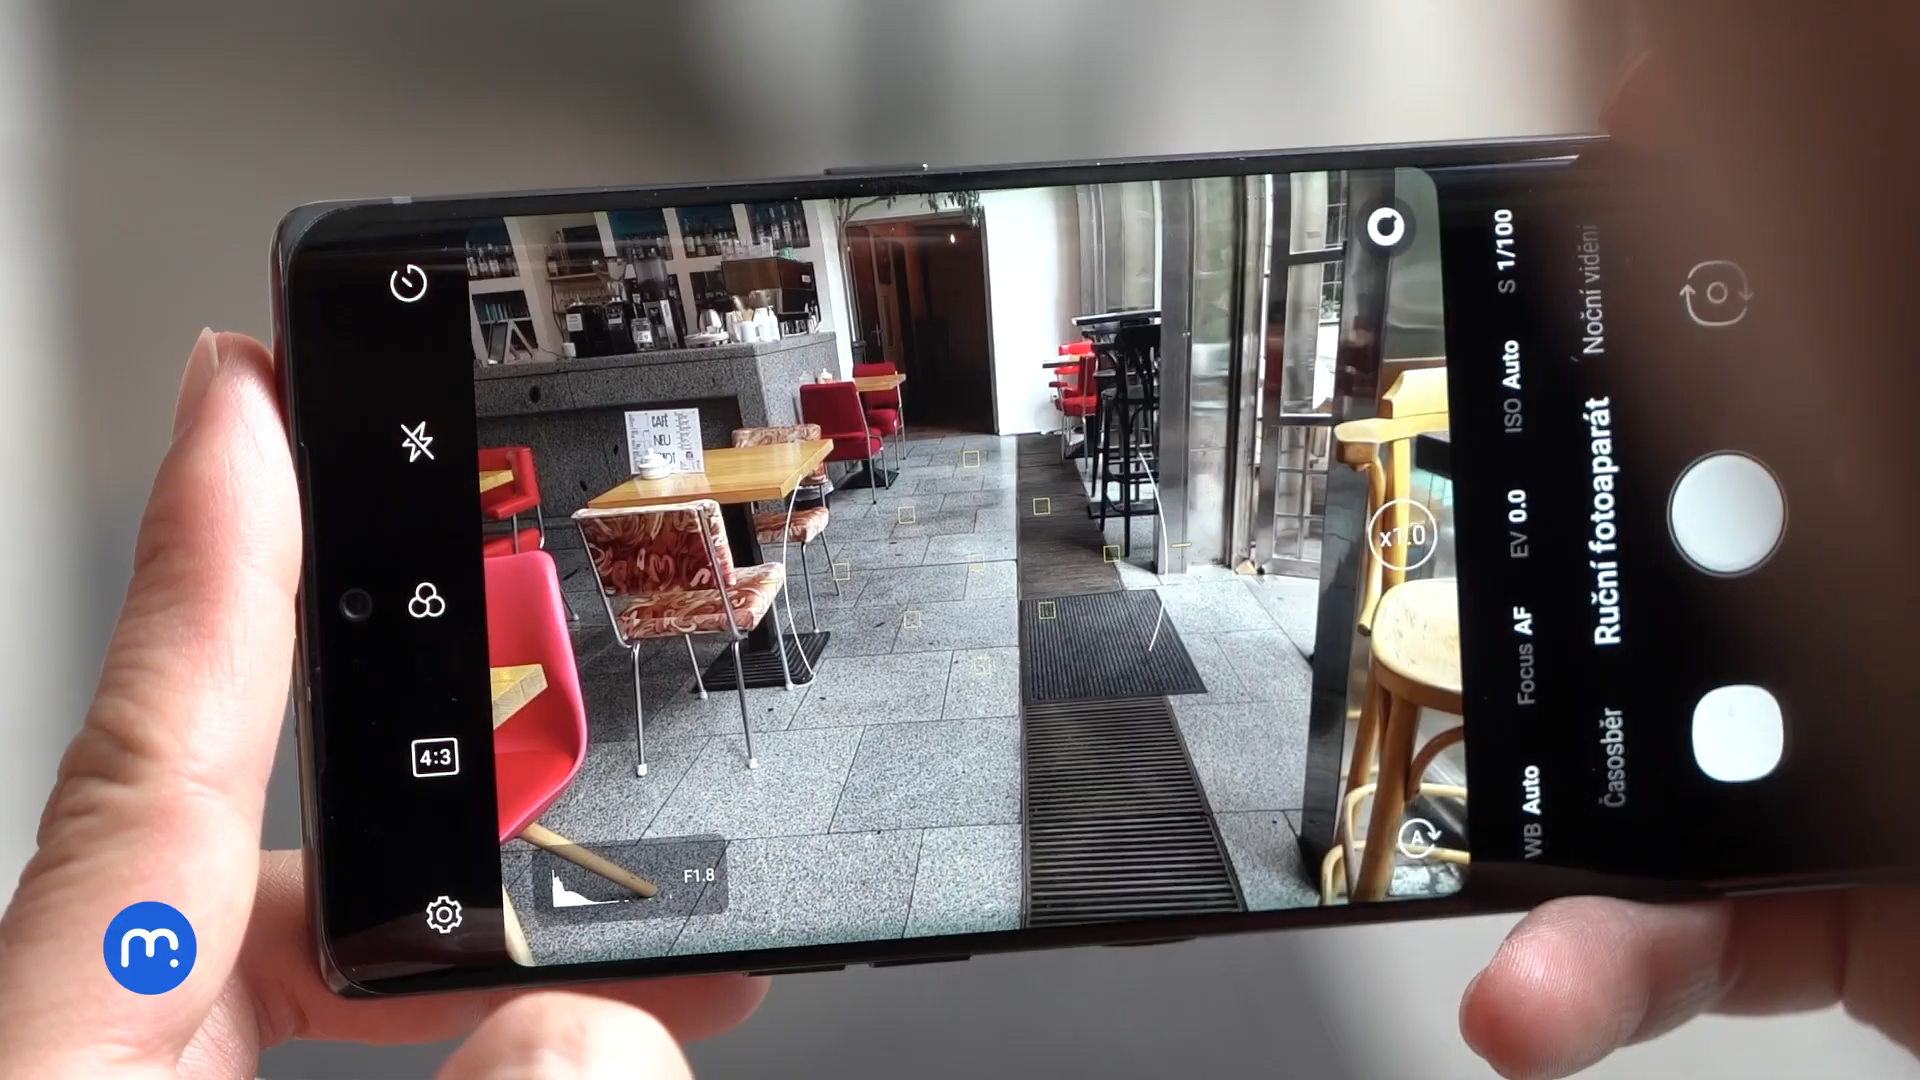 4:3
CAFÉ
NEU
F1.8
x1.0
A
WB Auto
Focus AF
EV 0.0
ISO Auto
S 1/100
Časosběr
Ruční fotoaparát
Noční vidění
m.